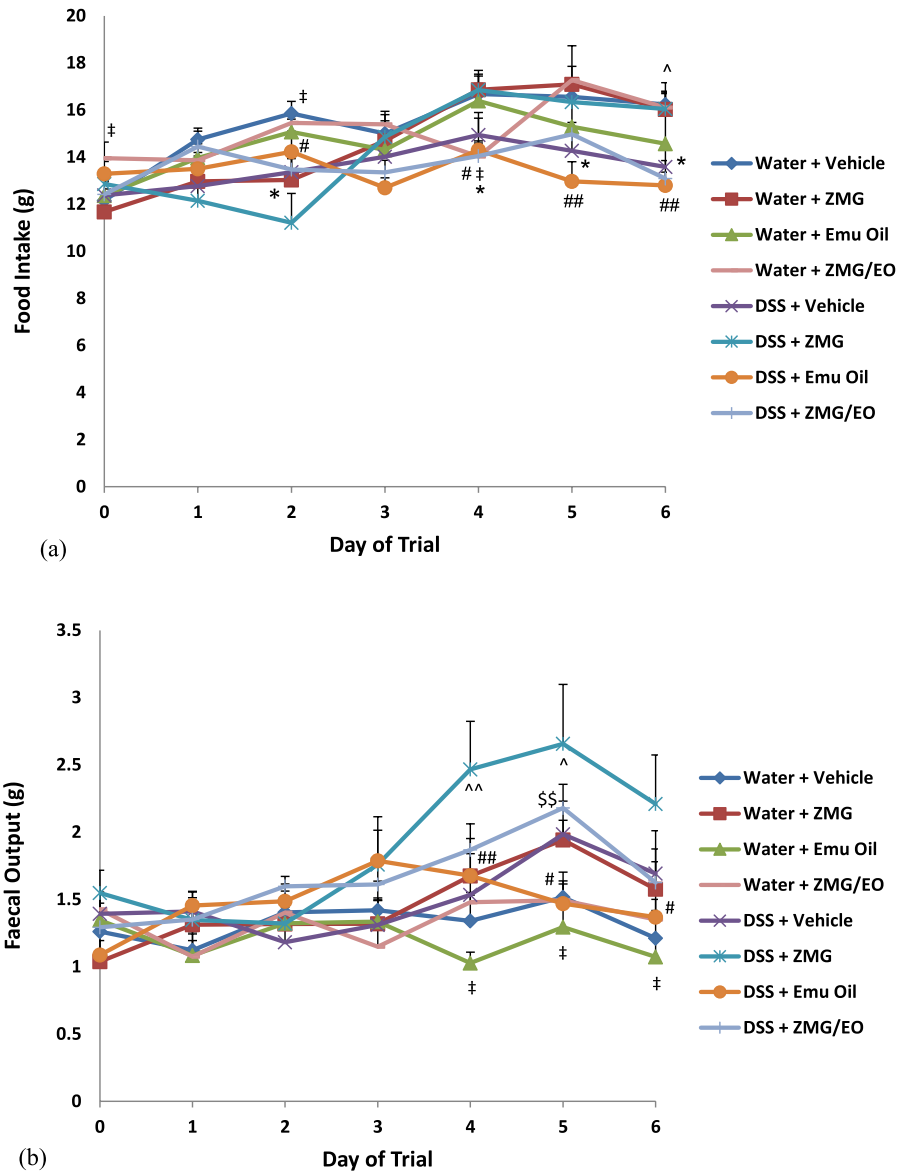 20
18
16
14
12
10
8
6
4
2
0
‡
‡
#
*
# ‡
*
*
##
^
*
##
0 1 2 3 4 5 6
Food Intake (g)
Day of Trial
(a)
Water + Vehicle
Water + ZMG
Water + Emu Oil
Water + ZMG/EO
DSS + Vehicle
DSS + ZMG
DSS + Emu Oil
DSS + ZMG/EO
3.5
3
2.5
2
1.5
1
0.5
0
^^
^
$$
##
#
#
‡
‡
‡
0 1 2 3 4 5 6
Faecal Output (g)
Day of Trial
(b)
Water + Vehicle
Water + ZMG
Water + Emu Oil
Water + ZMG/EO
DSS + Vehicle
DSS + ZMG
DSS + Emu Oil
DSS + ZMG/EO